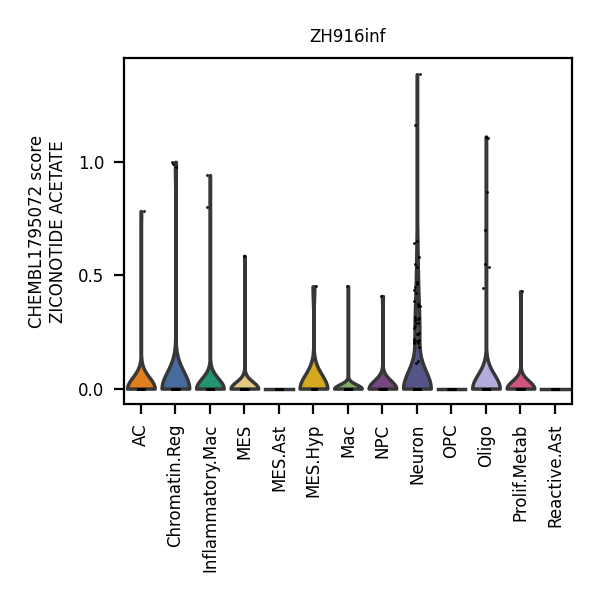 ZH916inf
CHEMBL1795072 score
ZICONOTIDE ACETATE
1.0
0.5
0.0
AC
Chromatin.Reg
Inflammatory.Mac
MES
MES.Ast
MES.Hyp
Mac
NPC
Neuron
OPC
Oligo
Prolif.Metab
Reactive.Ast